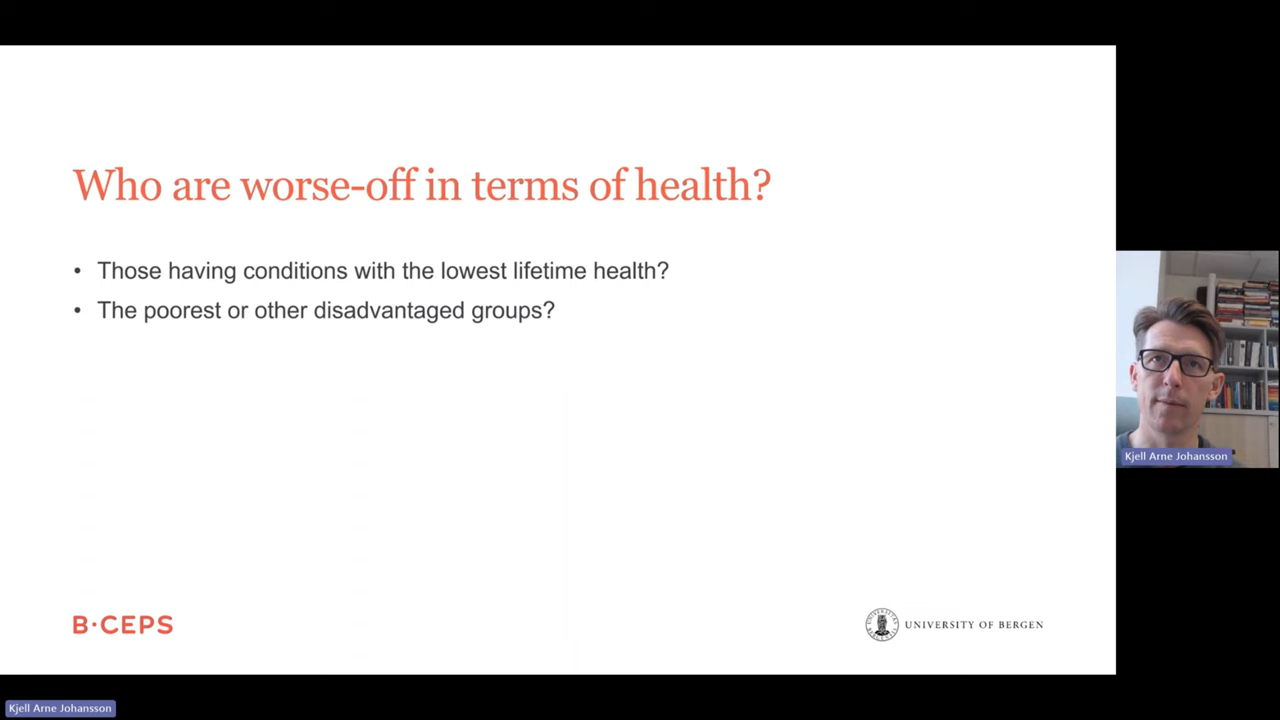 Who are worse-off in terms of health?
• Those having conditions with the lowest lifetime health?
• The poorest or other disadvantaged groups?
Kjell Arne Johansson
B·CEPS
UNIVERSITY OF BERGEN
Kjell Arne Johansson